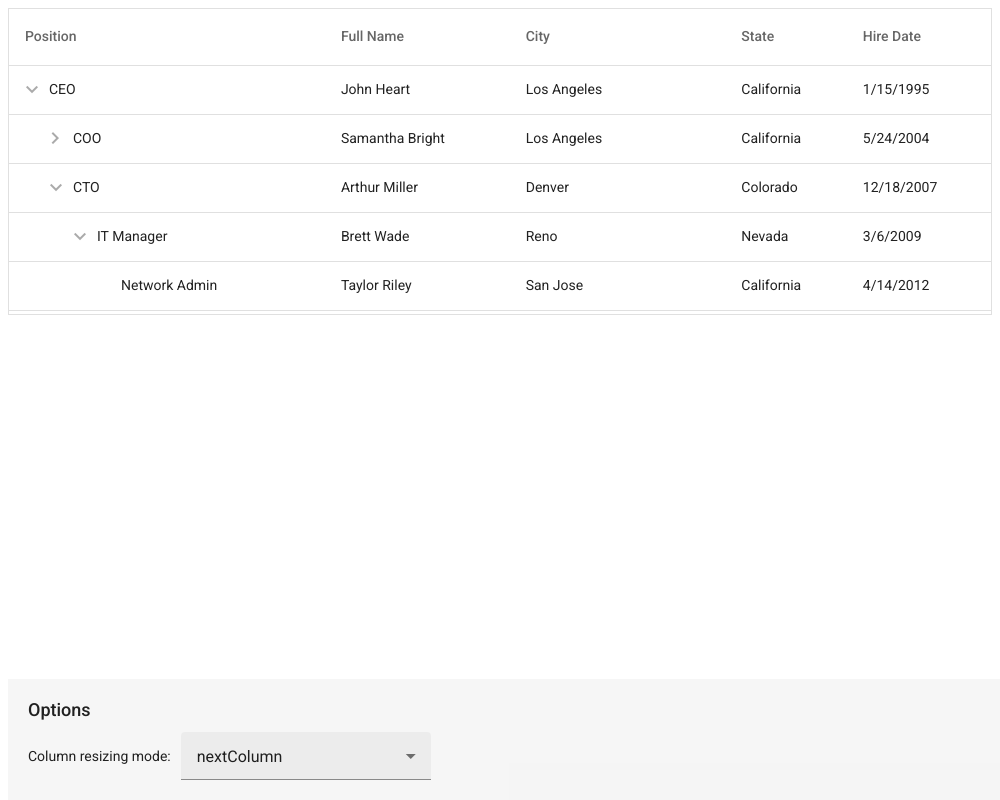 Position Full Name City State Hire Date
CEO John Heart Los Angeles California 1/15/1995
COO Samantha Bright Los Angeles California 5/24/2004
CTO Arthur Miller Denver Colorado 12/18/2007
IT Manager Brett Wade Reno Nevada 3/6/2009
Network Admin Taylor Riley San Jose California 4/14/2012
Options
Column resizing mode: nextColumn